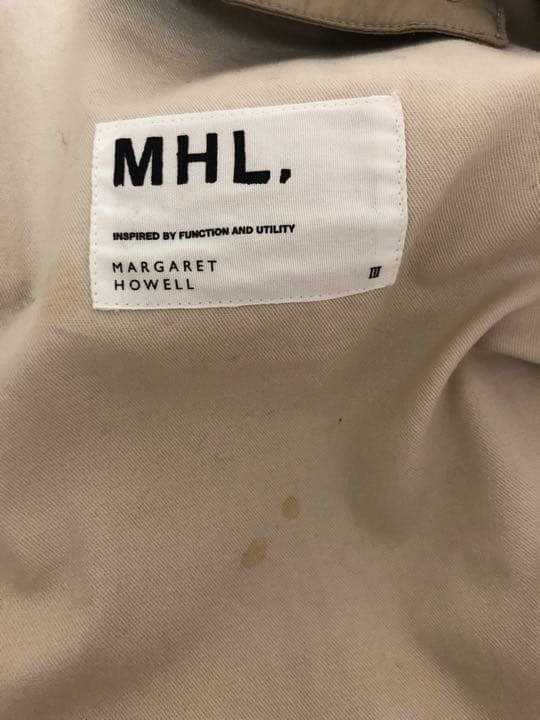 MHL.
INSPIRED BY FUNCTION AND UTILITY
MARGARET
HOWELL
III